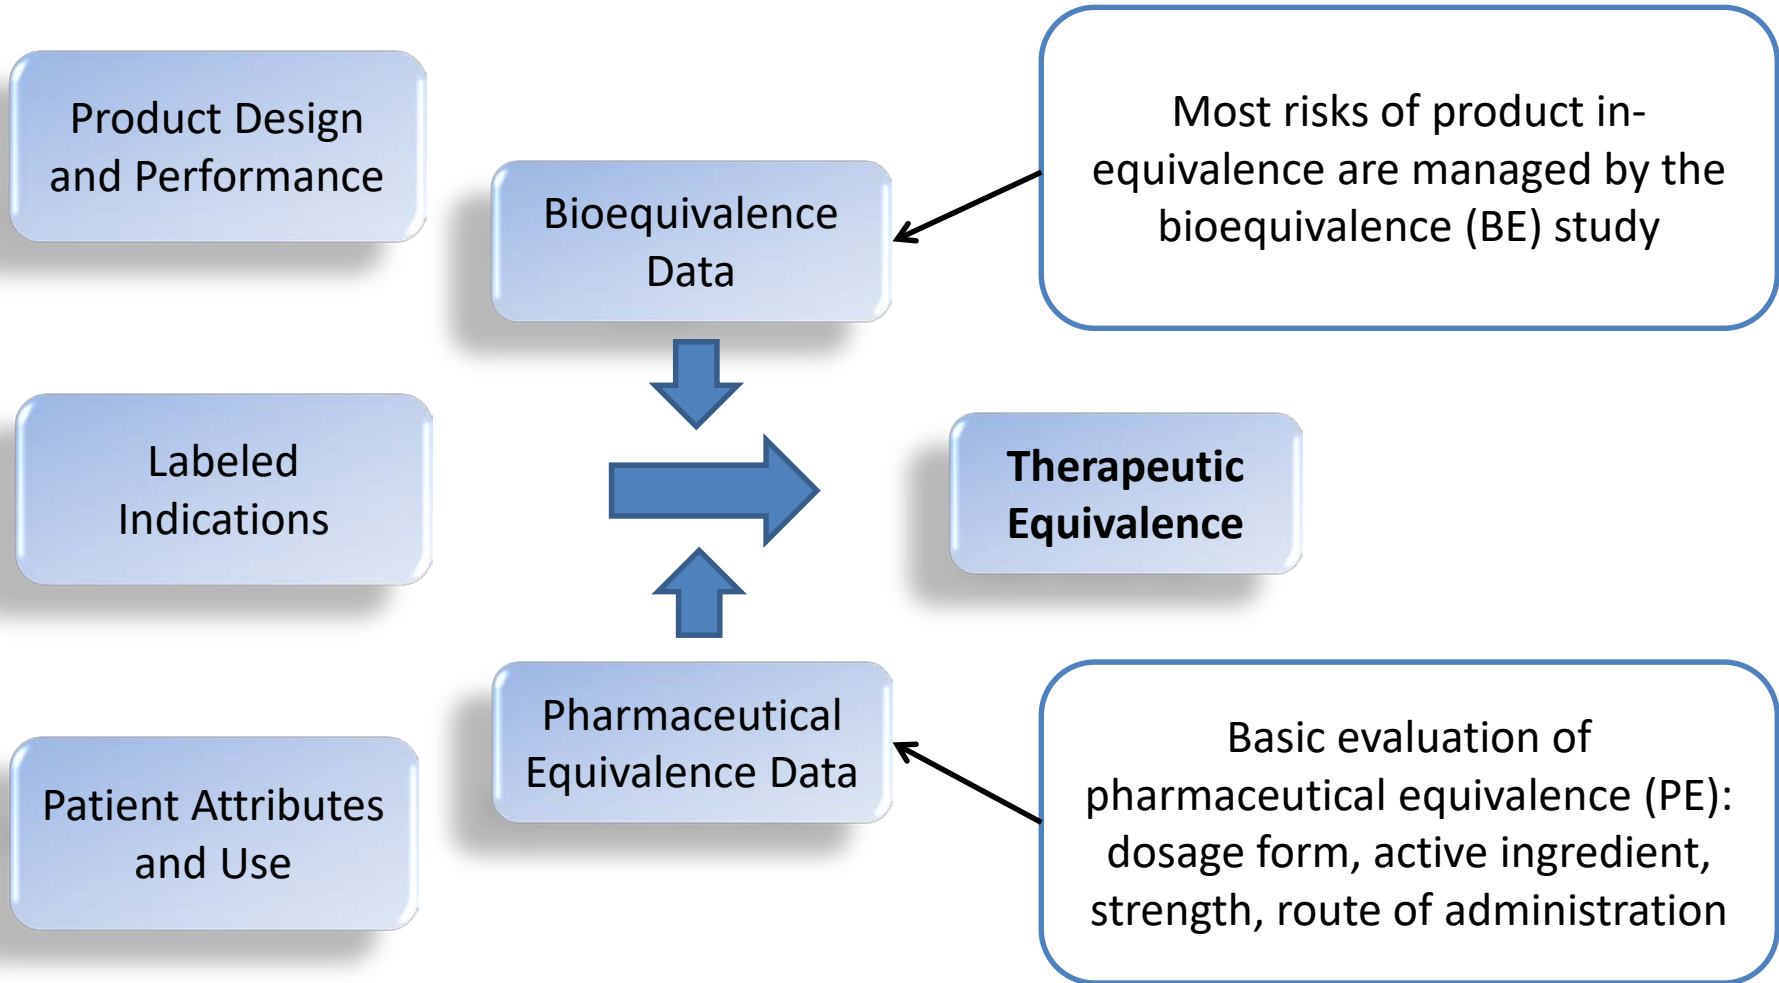 Product Design
and Performance
Labeled
Indications
Patient Attributes
and Use
Bioequivalence
Data
Pharmaceutical
Equivalence Data
Therapeutic
Equivalence
Most risks of product in-
equivalence are managed by the
bioequivalence (BE) study
Basic evaluation of
pharmaceutical equivalence (PE):
dosage form, active ingredient,
strength, route of administration